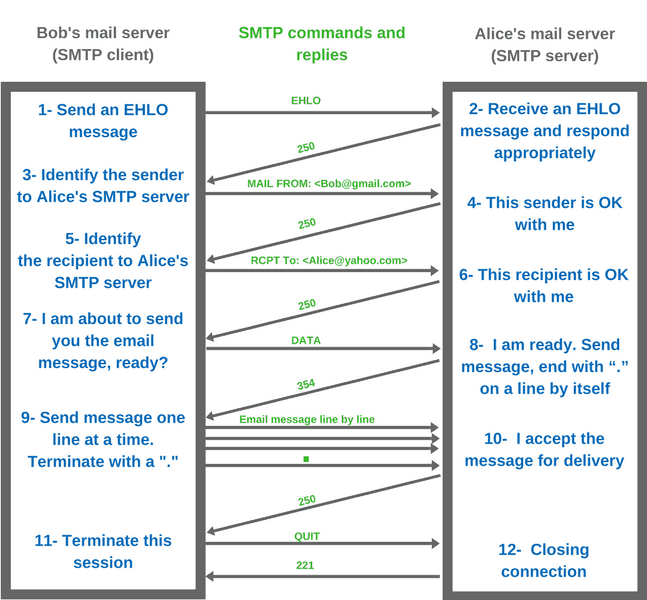 Bob's mail server
(SMTP client)
SMTP commands and
replies
Alice's mail server
(SMTP server)
1- Send an EHLO
message
EHLO
2- Receive an EHLO
message and respond
appropriately
250
3- Identify the sender
to Alice's SMTP server
MAIL FROM: <Bob@gmail.com>
4- This sender is OK
with me
250
5- Identify
the recipient to Alice's
SMTP server
RCPT To: <Alice@yahoo.com>
6- This recipient is OK
with me
250
7- I am about to send
you the email
message, ready?
DATA
8-  I am ready. Send
message, end with “.”
on a line by itself
354
9- Send message one
line at a time.
Terminate with a "."
Email message line by line
.
10-  I accept the
message for delivery
250
11- Terminate this
session
QUIT
12-  Closing
connection
221